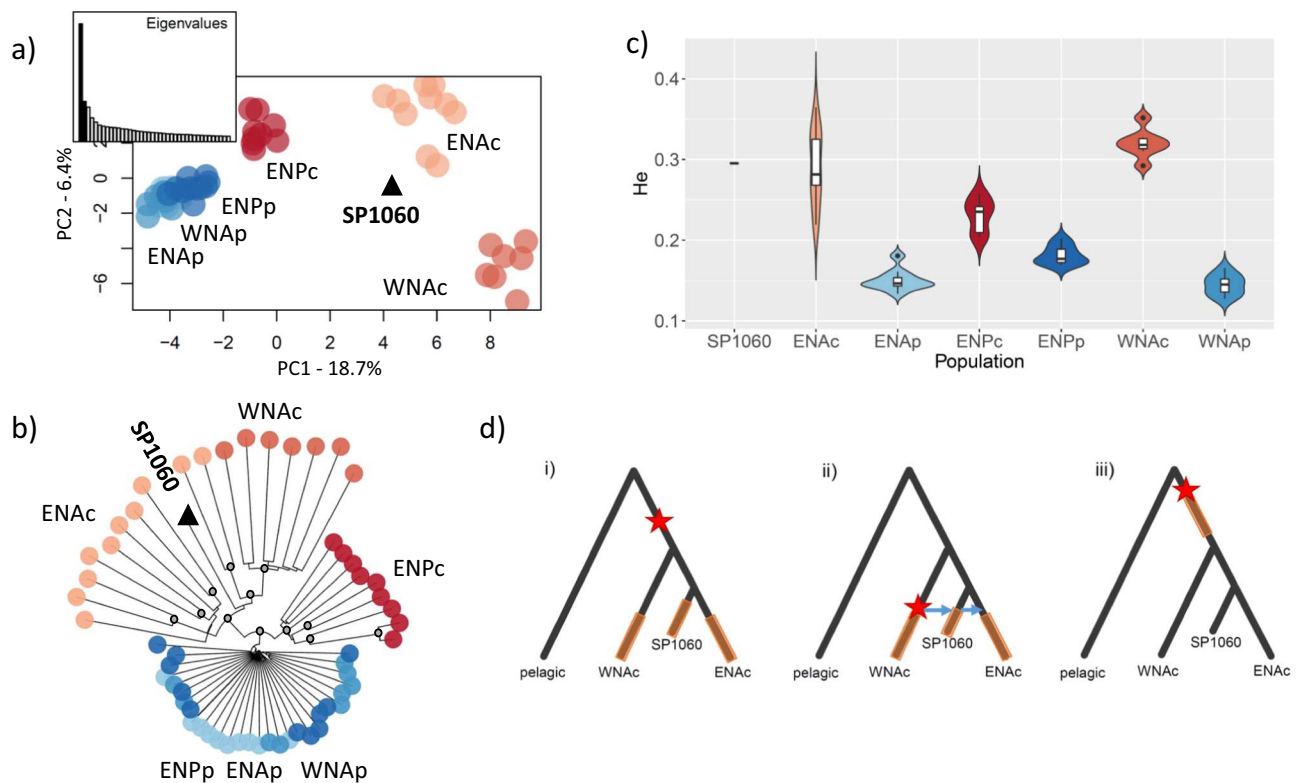 a)
Eigenvalues
PC2 - 6.4%
2
0
−2
−6
ENAc
ENPc
SP1060
ENPp
WNAp
ENAp
WNAc
−4 −2 0 2 4 6 8
PC1 - 18.7%
b)
WNAc
SP1060
ENAc
ENPc
ENPp ENAp WNAp
c)
He
0.4
0.3
0.2
0.1
SP1060 ENAc ENAp ENPc ENPp WNAc WNAp
Population
d)
i) ii) iii)
SP1060 SP1060 SP1060
pelagic WNAc ENAc pelagic WNAc ENAc pelagic WNAc ENAc